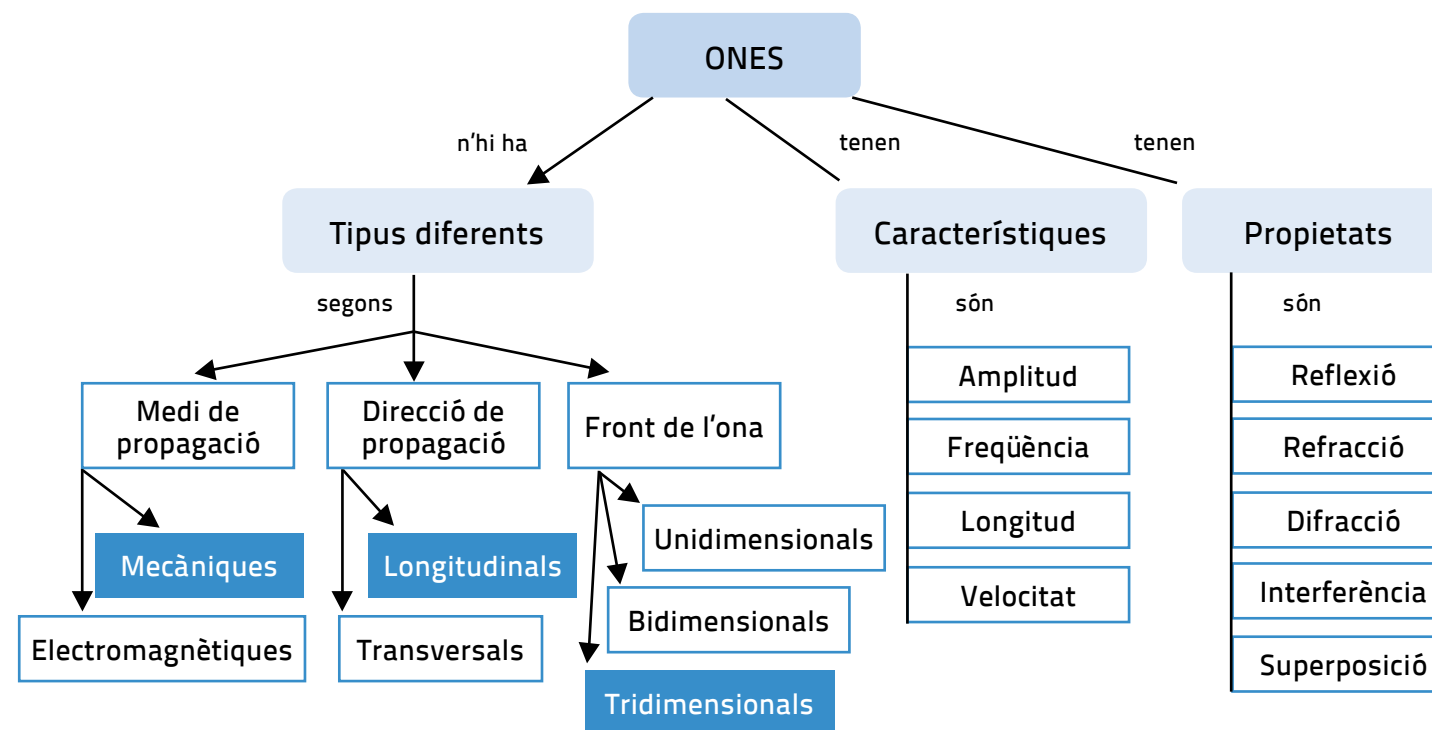 ONES
n’hi ha
tenen
tenen
Tipus diferents
Característiques
Propietats
segons
són
són
Medi de
propagació
Direcció de
propagació
Front de l’ona
Mecàniques
Electromagnètiques
Longitudinals
Transversals
Unidimensionals
Bidimensionals
Tridimensionals
Amplitud
Freqüència
Longitud
Velocitat
Reflexió
Refracció
Difracció
Interferència
Superposició